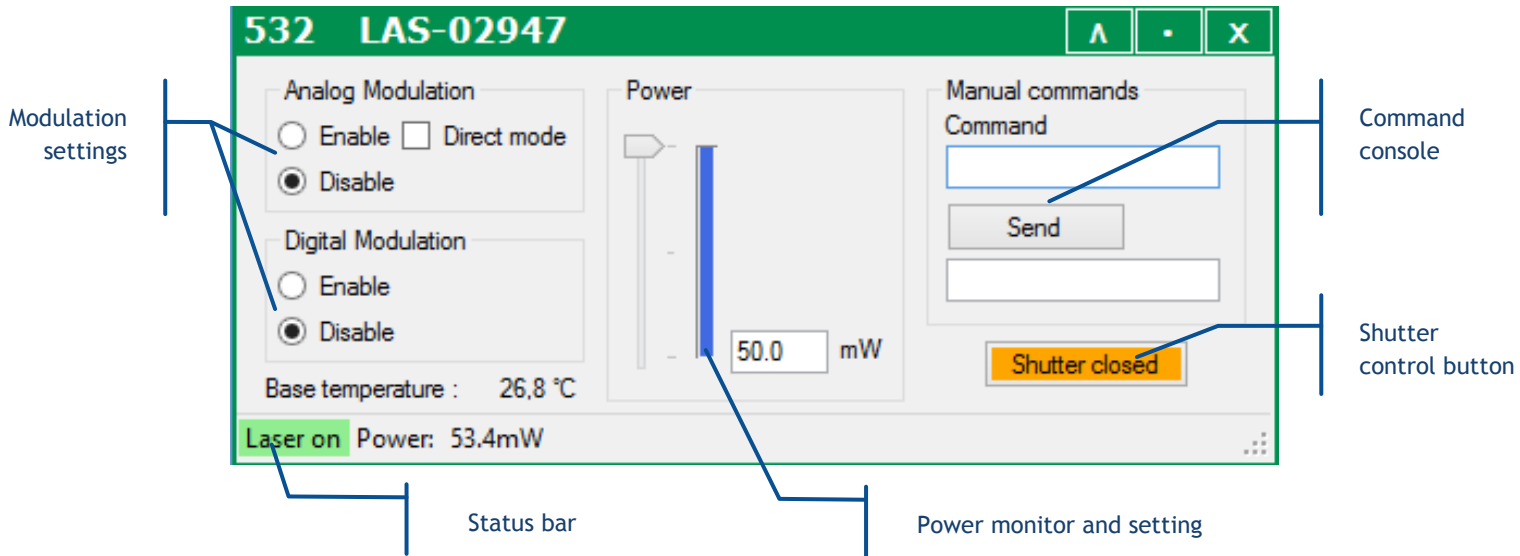 532 LAS-02947
ʌ · X
Modulation
settings
Analog Modulation
Enable Direct mode
Disable
Digital Modulation
Enable
Disable
Base temperature : 26,8 °C
Power
50.0 mW
Manual commands
Command
Send
Shutter closed
Command
console
Shutter
control button
Laser on Power: 53.4mW
Status bar
Power monitor and setting